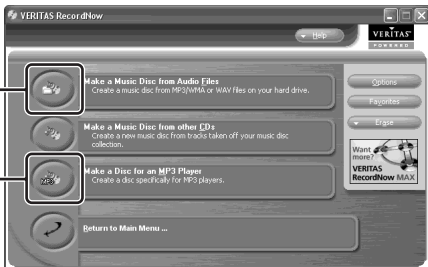 VERITAS RecordNow
Help
VERITAS
POWERED
Make a Music Disc from Audio Files
Create a music disc from MP3/WMA or WAV files on your hard drive.
Make a Music Disc from other CDs
Create a new music disc from tracks taken off your music disc
collection.
MP3
Make a Disc for an MP3 Player
Create a disc specifically for MP3 players.
Return to Main Menu ...
Options
Favorites
Erase
Want
more?
VERITAS
RecordNow MAX